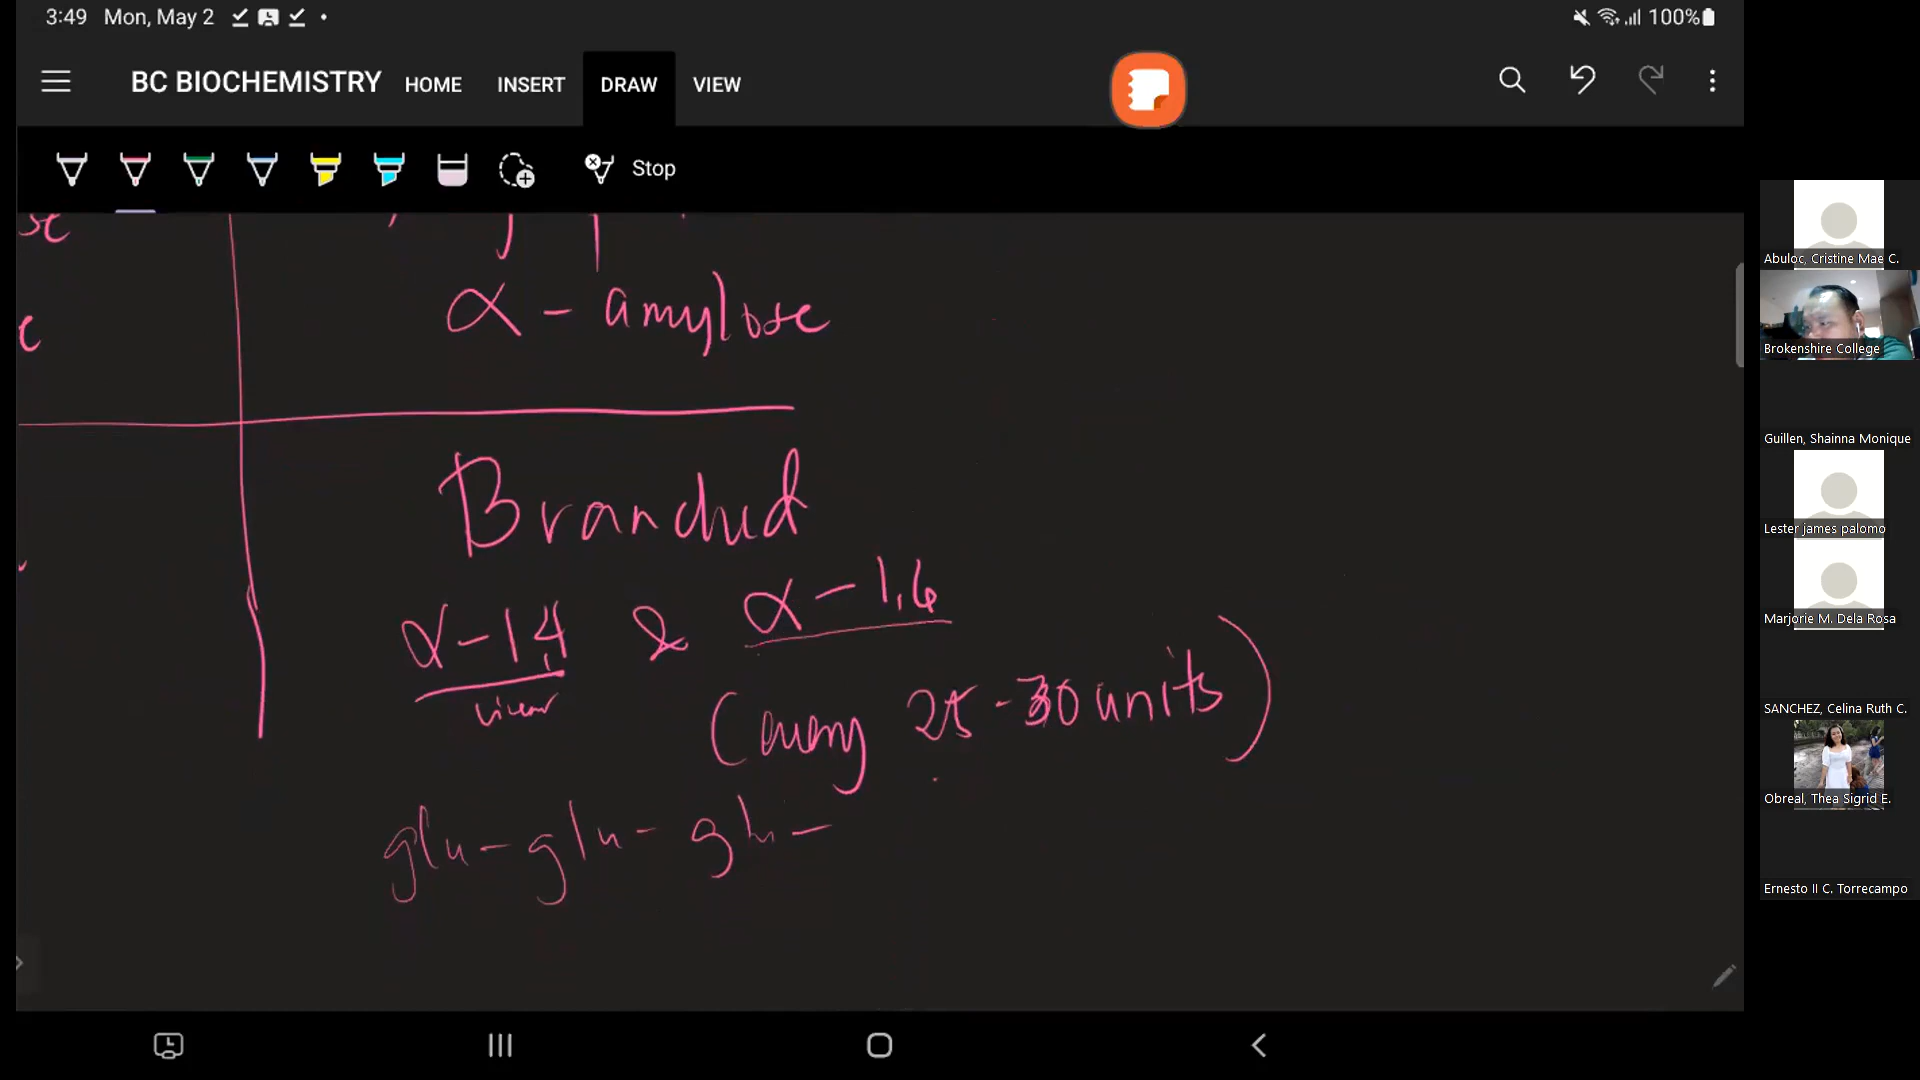 3:49 Mon, May 2
100%
BC BIOCHEMISTRY HOME INSERT DRAW VIEW
Stop
α - amylose
Branched
α-1,4 & α-1,6
linear
(every 25-30 units)
glu-glu-glu-
Abuloc, Cristine Mae C.
Brokenshire College
Guillen, Shainna Monique
Lester james palomo
Marjorie M. Dela Rosa
SANCHEZ, Celina Ruth C.
Obreal, Thea Sigrid E.
Ernesto II C. Torrecampo